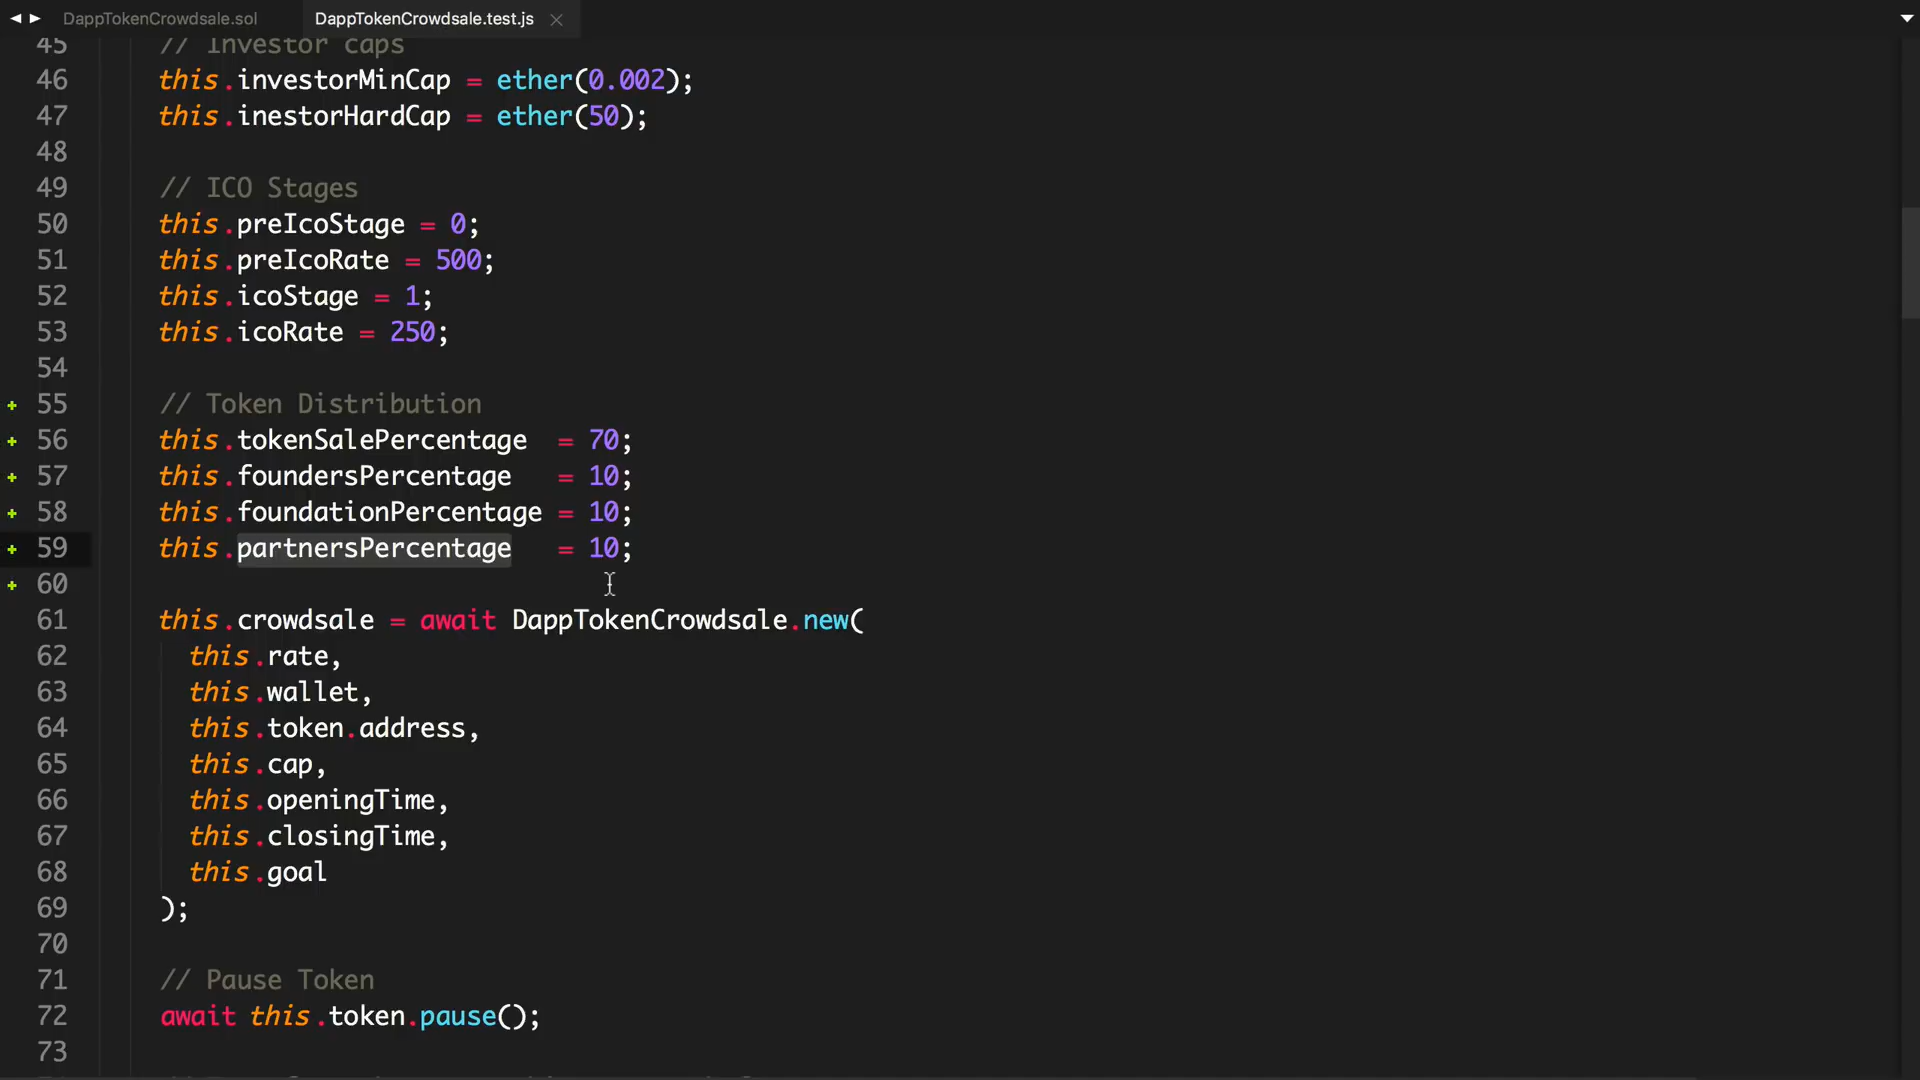 DappTokenCrowdsale.sol DappTokenCrowdsale.test.js
45 // Investor caps
46 this.investorMinCap = ether(0.002);
47 this.inestorHardCap = ether(50);
48
49 // ICO Stages
50 this.preIcoStage = 0;
51 this.preIcoRate = 500;
52 this.icoStage = 1;
53 this.icoRate = 250;
54
55 // Token Distribution
56 this.tokenSalePercentage  = 70;
57 this.foundersPercentage   = 10;
58 this.foundationPercentage = 10;
59 this.partnersPercentage   = 10;
60
61 this.crowdsale = await DappTokenCrowdsale.new(
62 this.rate,
63 this.wallet,
64 this.token.address,
65 this.cap,
66 this.openingTime,
67 this.closingTime,
68 this.goal
69 );
70
71 // Pause Token
72 await this.token.pause();
73